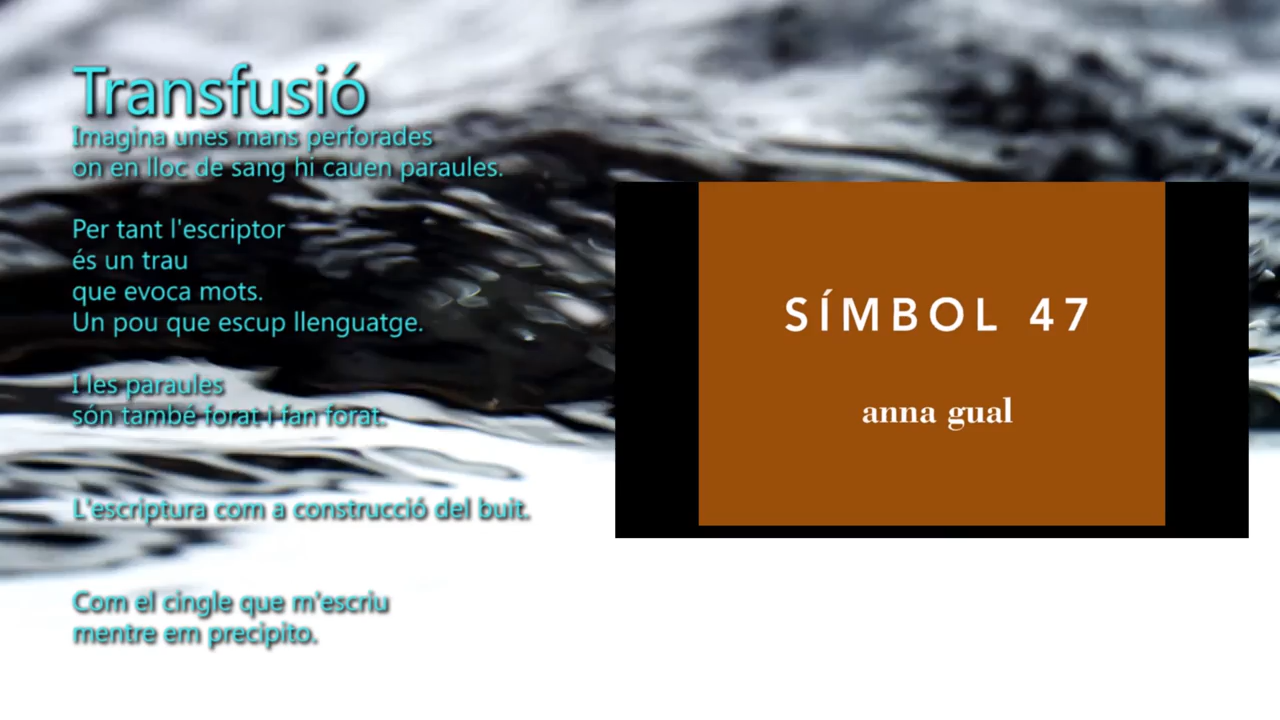 Transfusió
Imagina unes mans perforades
on en lloc de sang hi cauen paraules.
Per tant l'escriptor
és un trau
que evoca mots.
Un pou que escup llenguatge.
I les paraules
són també forat i fan forat.
L'escriptura com a construcció del buit.
Com el cingle que m'escriu
mentre em precipito.
SÍMBOL 47
anna gual